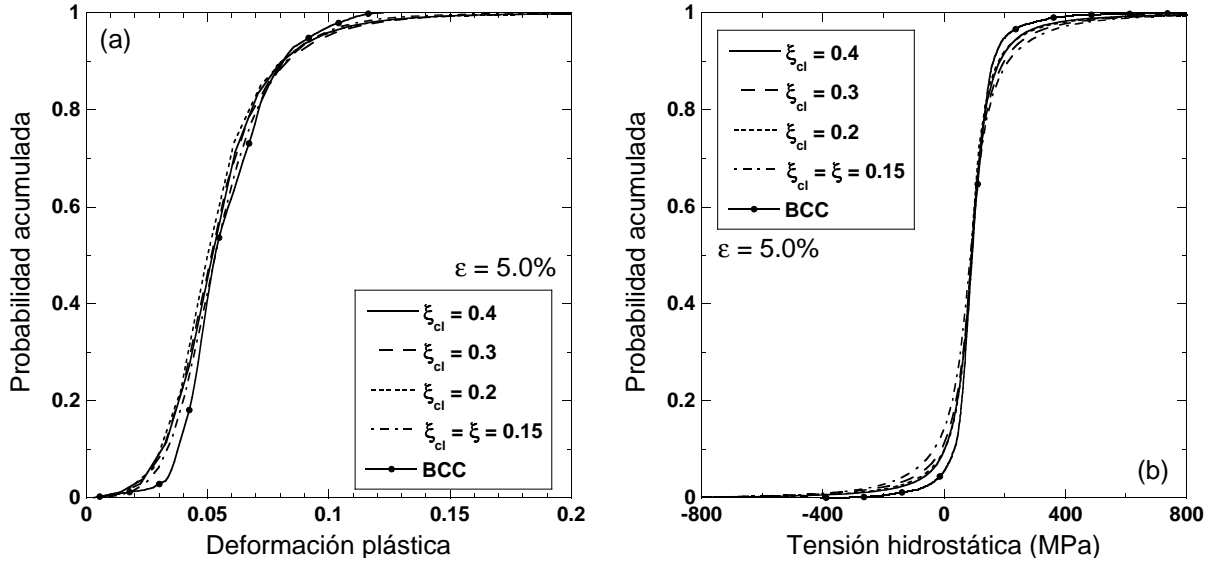 (a)
Probabilidad acumulada
1
0.8
0.6
0.4
0.2
0
0 0.05 0.1 0.15 0.2
Deformación plástica
ε = 5.0%
ξcl = 0.4
ξcl = 0.3
ξcl = 0.2
ξcl = ξ = 0.15
BCC
(b)
Probabilidad acumulada
1
0.8
0.6
0.4
0.2
0
-800 -400 0 400 800
Tensión hidrostática (MPa)
ξcl = 0.4
ξcl = 0.3
ξcl = 0.2
ξcl = ξ = 0.15
BCC
ε = 5.0%